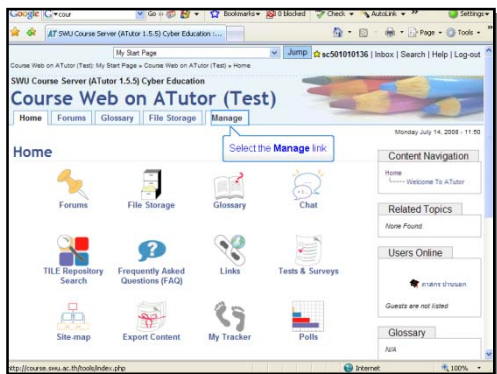 Google G cour Go Bookmarks 0 blocked Check AutoLink Settings
AT SWU Course Server (ATutor 1.5.5) Cyber Education :... Page Tools
My Start Page Jump sc501010136 | Inbox | Search | Help | Log-out
Course Web on ATutor (Test): My Start Page » Course Web on ATutor (Test) » Home
SWU Course Server (ATutor 1.5.5) Cyber Education
Course Web on ATutor (Test)
Home Forums Glossary File Storage Manage
Monday July 14, 2008 - 11:50
Select the Manage link
Home
Content Navigation
Home
Welcome To ATutor
Forums File Storage Glossary Chat
Related Topics
None Found.
Users Online
TILE Repository Search Frequently Asked Questions (FAQ) Links Tests & Surveys
Guests are not listed
Site-map Export Content My Tracker Polls
Glossary
N/A
http://course.swu.ac.th/tools/index.php Internet 100%